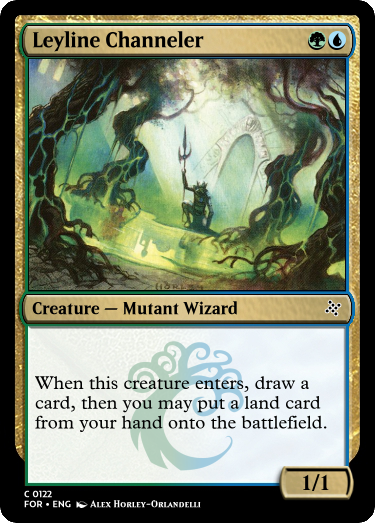 Leyline Channeler
HORLEY
Creature — Mutant Wizard
When this creature enters, draw a
card, then you may put a land card
from your hand onto the battlefield.
1/1
C 0122
FOR • ENG Alex Horley-Orlandelli